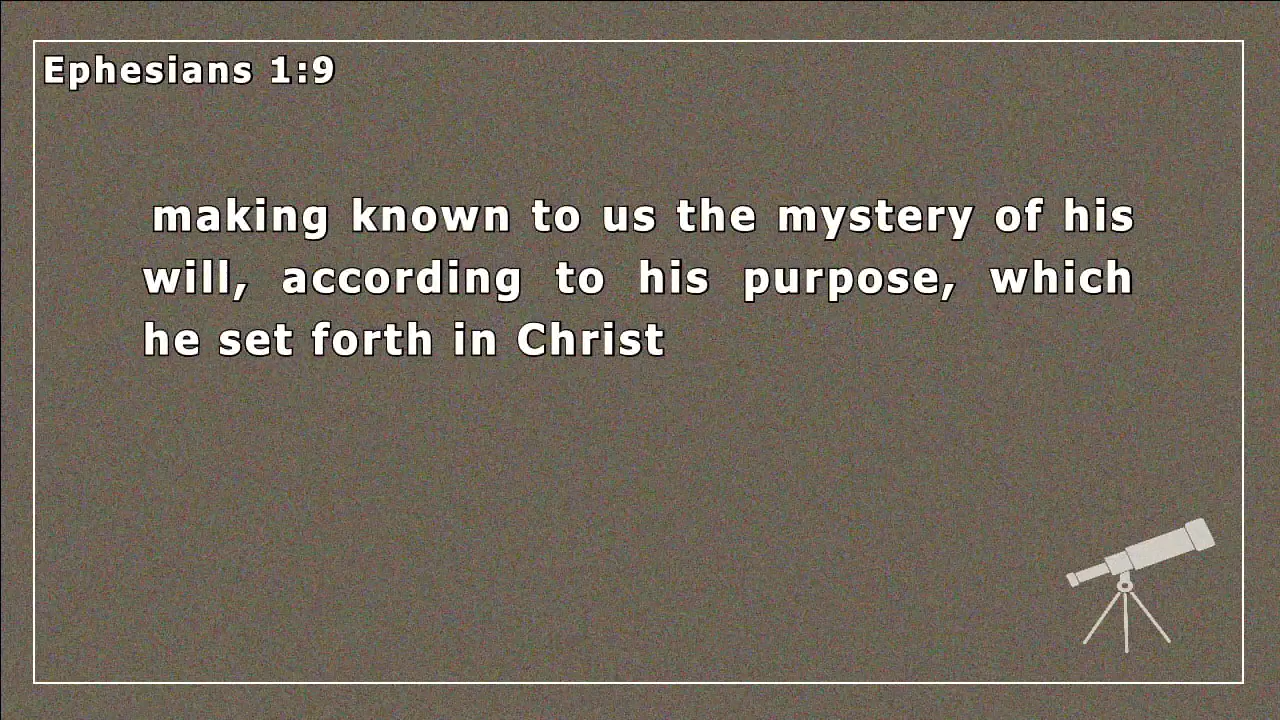 Ephesians 1:9
making known to us the mystery of his
will, according to his purpose, which
he set forth in Christ